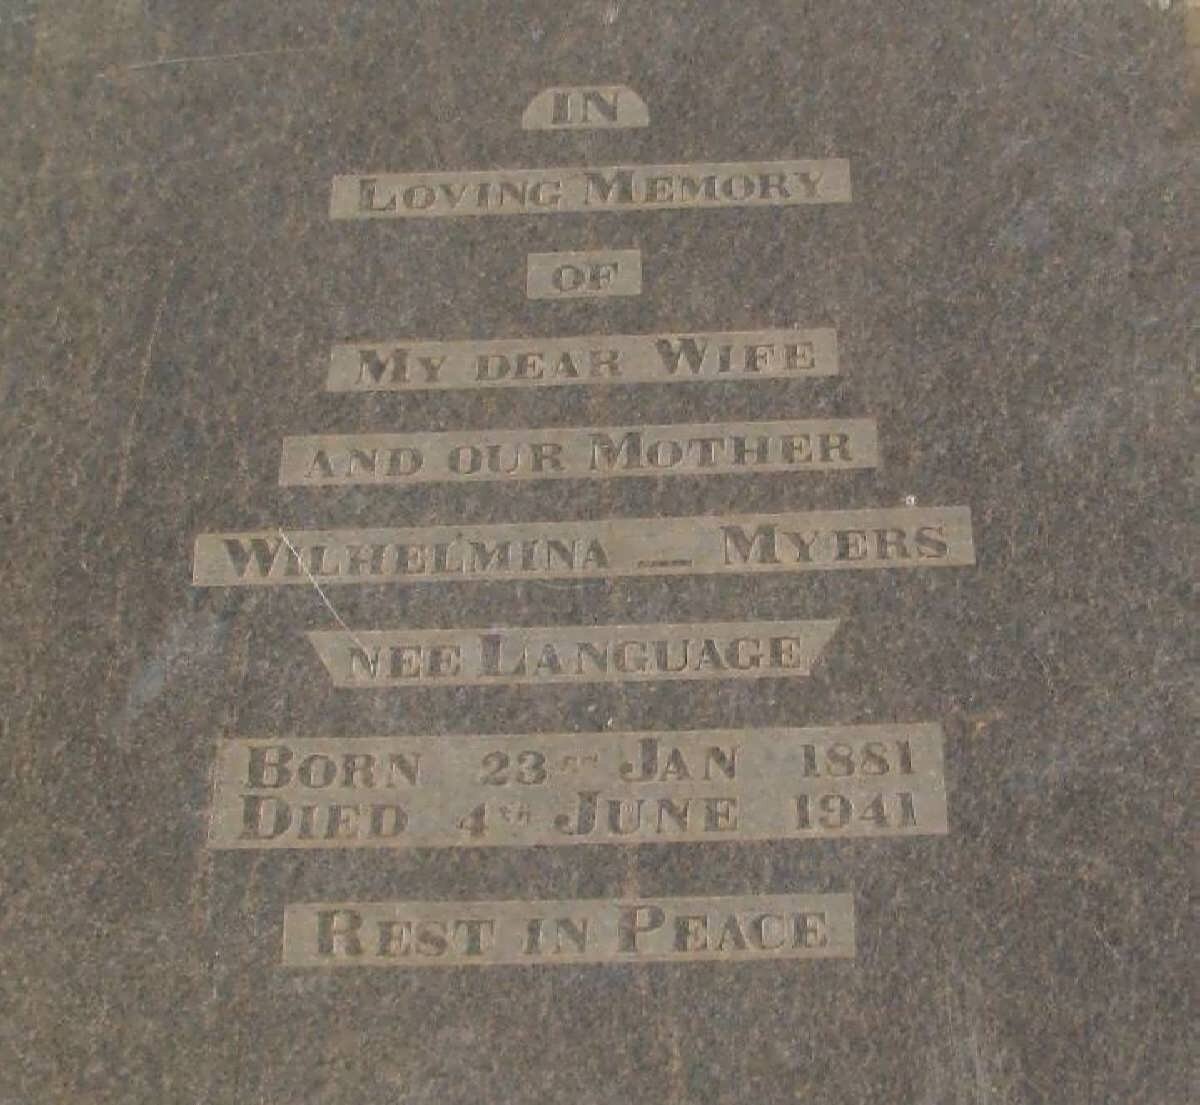 IN
LOVING MEMORY
OF
MY DEAR WIFE
AND OUR MOTHER
WILHELMINA — MYERS
NEE LANGUAGE
BORN 23RD JAN 1881
DIED 4TH JUNE 1941
REST IN PEACE